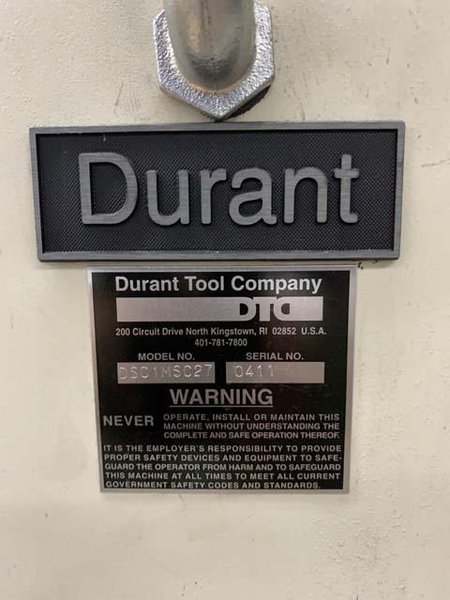 Durant
Durant Tool Company
DTC
200 Circuit Drive North Kingstown, RI 02852 U.S.A.
401-781-7800
MODEL NO. SERIAL NO.
DSC1MSC27 0411
WARNING
NEVER OPERATE, INSTALL OR MAINTAIN THIS
MACHINE WITHOUT UNDERSTANDING THE
COMPLETE AND SAFE OPERATION THEREOF.
IT IS THE EMPLOYER'S RESPONSIBILITY TO PROVIDE
PROPER SAFETY DEVICES AND EQUIPMENT TO SAFE-
GUARD THE OPERATOR FROM HARM AND TO SAFEGUARD
THIS MACHINE AT ALL TIMES TO MEET ALL CURRENT
GOVERNMENT SAFETY CODES AND STANDARDS.